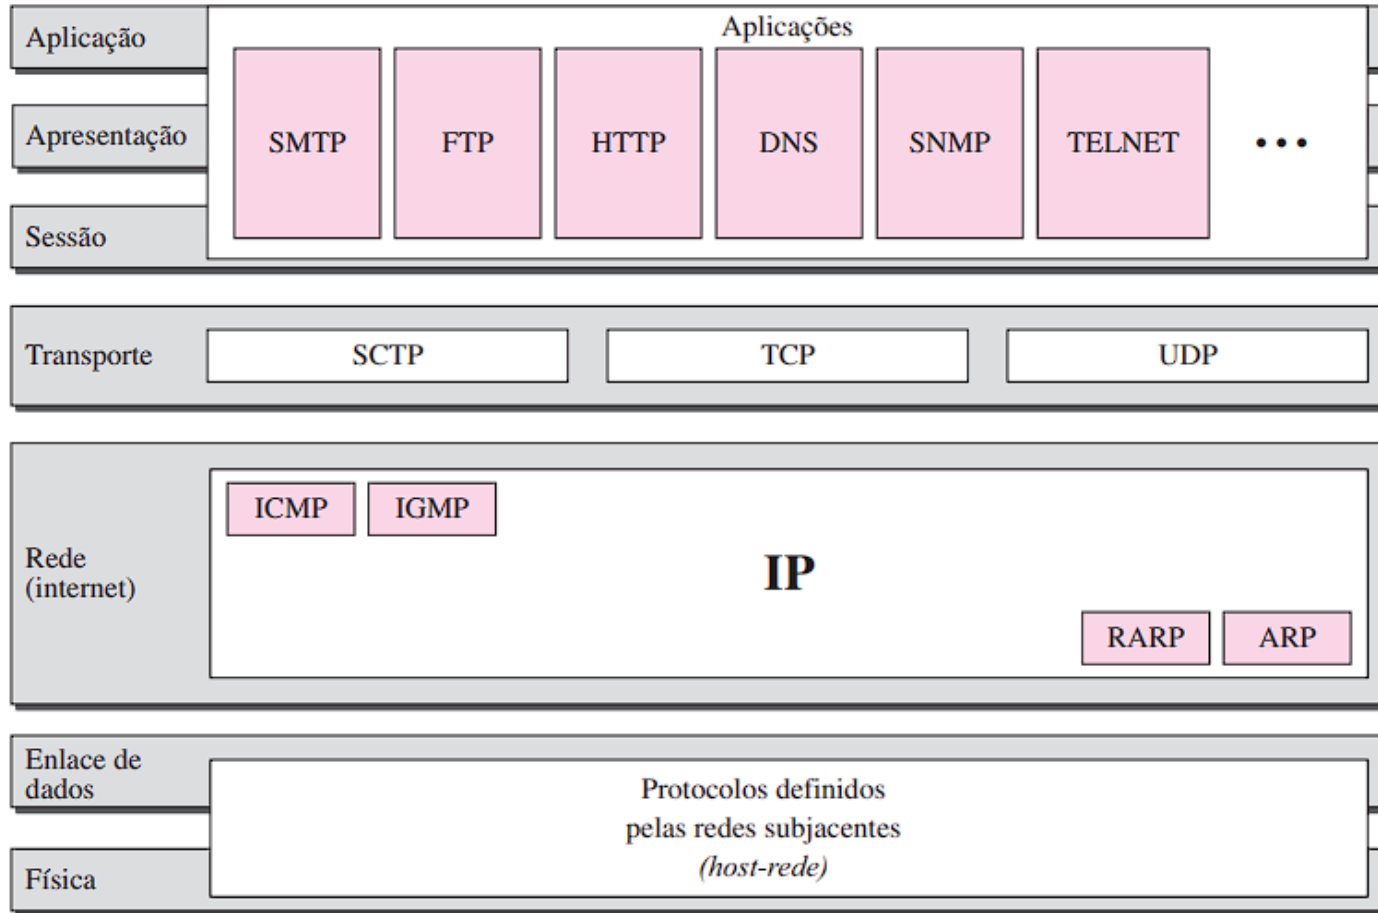 Aplicação
Aplicações
Apresentação
SMTP
FTP
HTTP
DNS
SNMP
TELNET
...
Sessão
Transporte
SCTP
TCP
UDP
Rede
(internet)
ICMP
IGMP
IP
RARP
ARP
Enlace de
dados
Protocolos definidos
pelas redes subjacentes
(host-rede)
Física